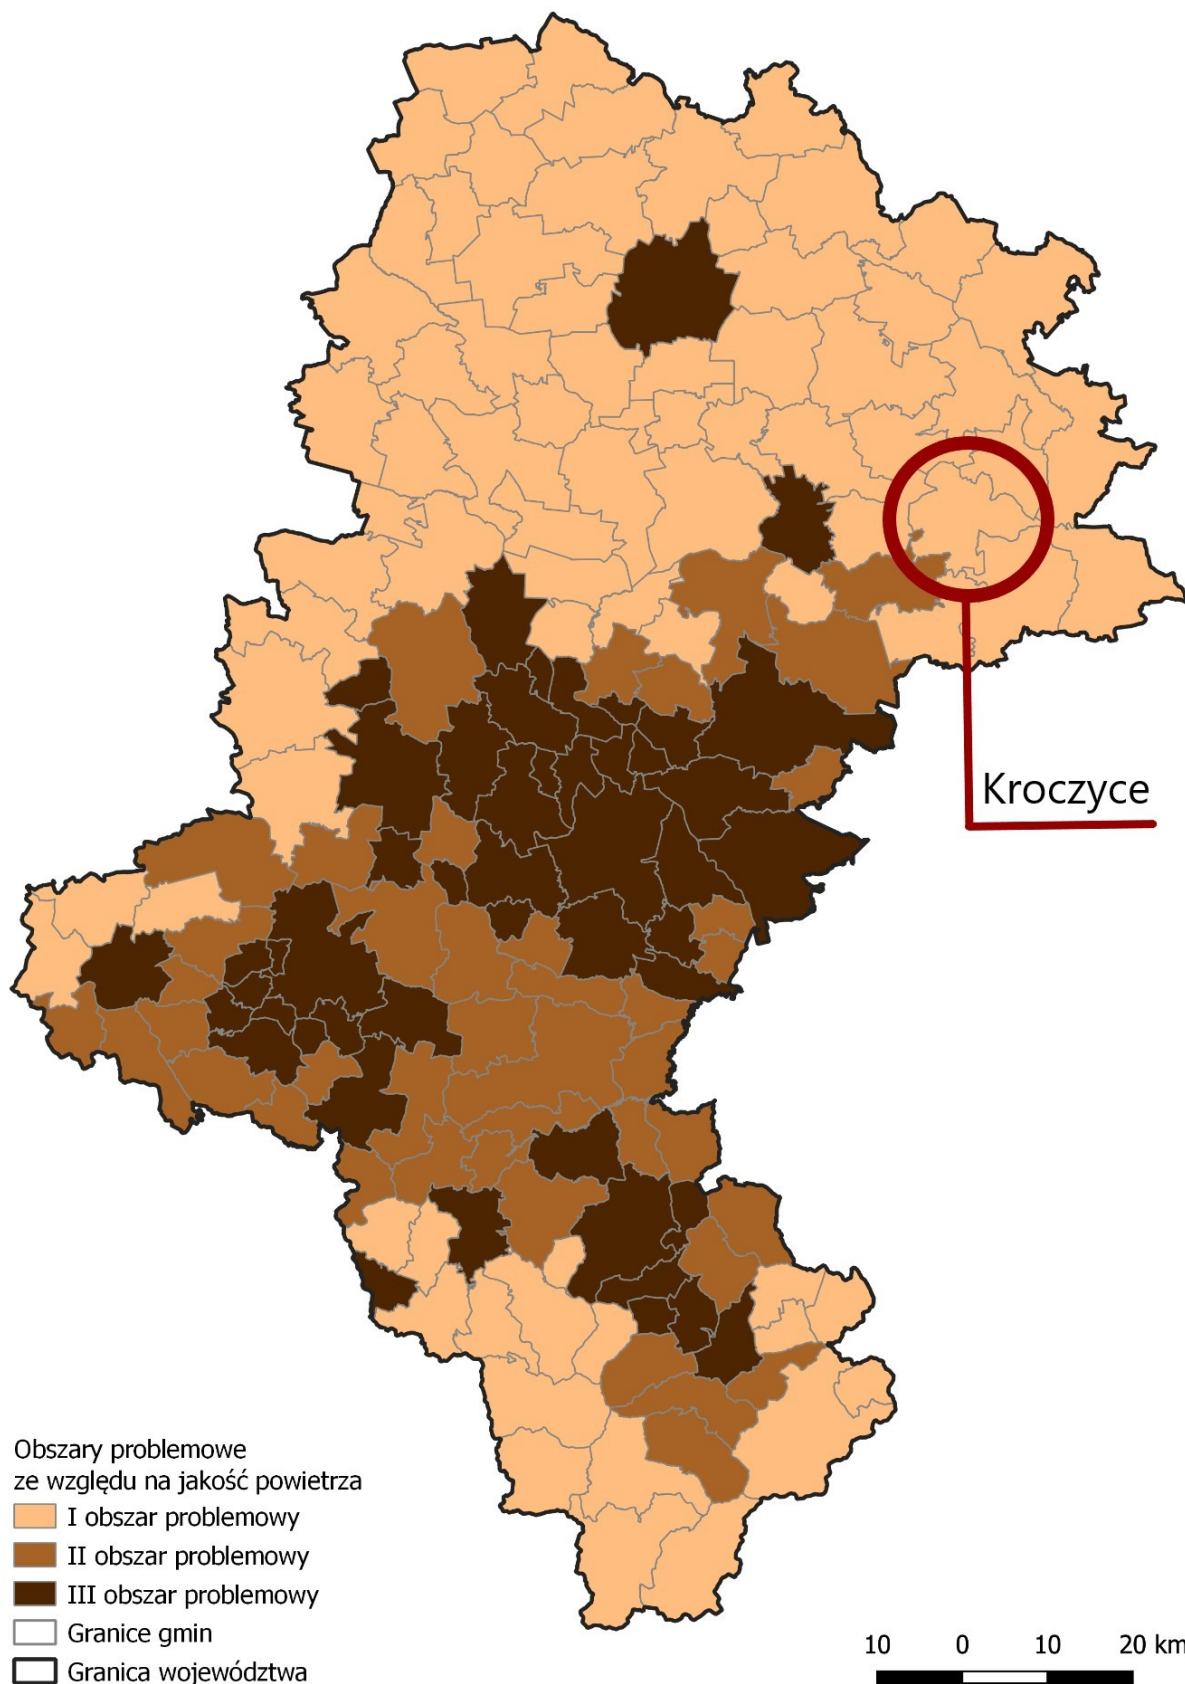 Kroczyce
Obszary problemowe
ze względu na jakość powietrza
I obszar problemowy
II obszar problemowy
III obszar problemowy
Granice gmin
Granica województwa
10 0 10 20 km